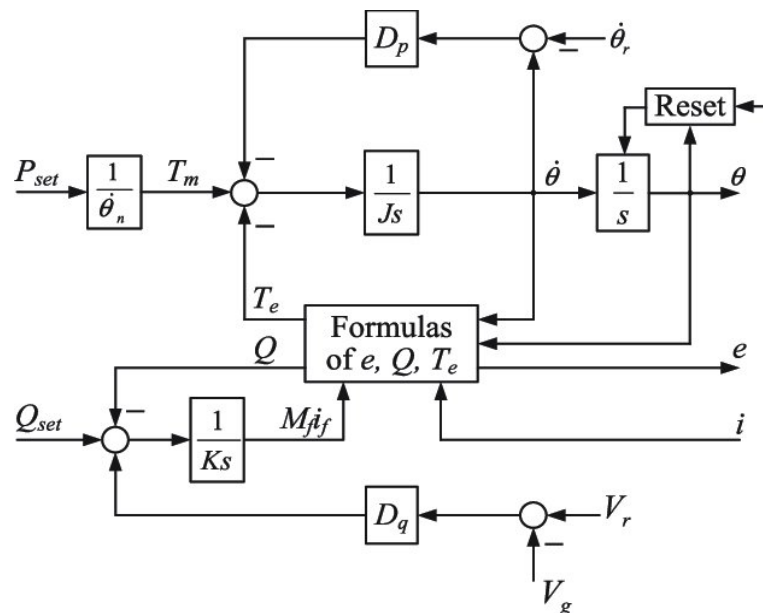 D_p
−
θ̇_r
Reset
−
P_set
1
θ̇_n
T_m
1
Js
θ̇
1
s
θ
−
T_e
Formulas
of e, Q, T_e
Q
e
−
Q_set
1
Ks
M_f i_f
i
D_q
V_r
−
V_g